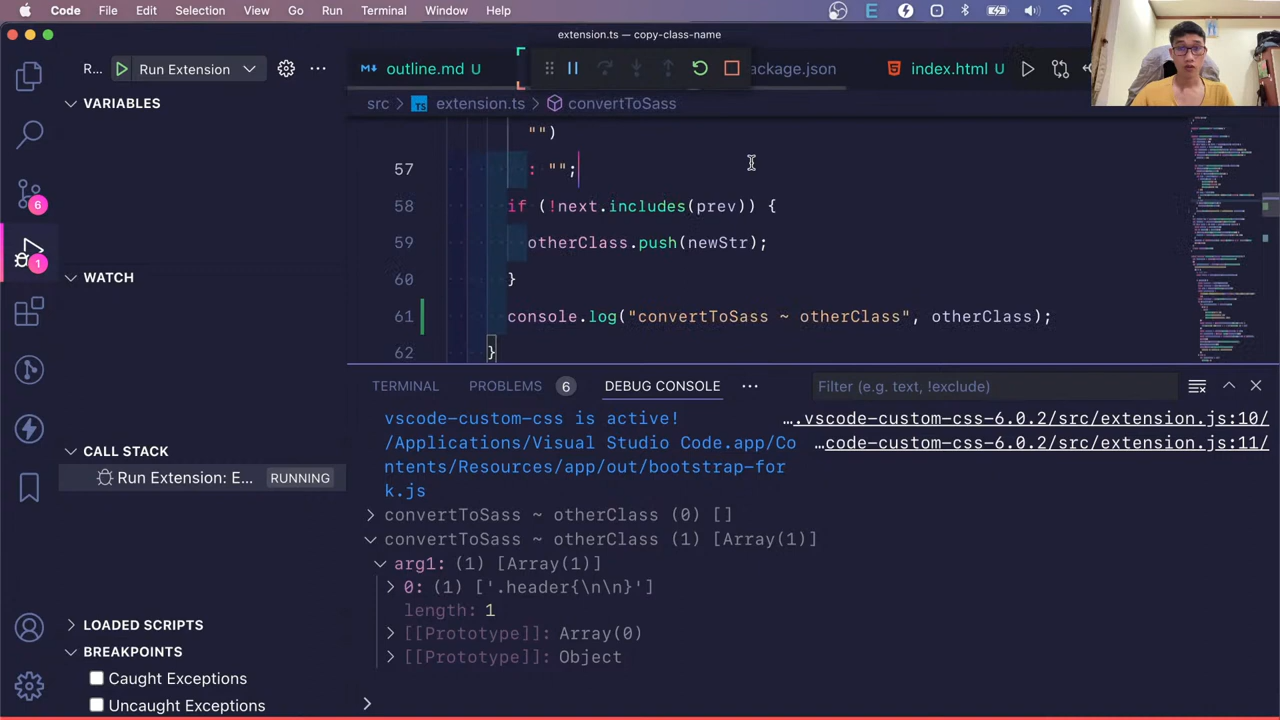 Code File Edit Selection View Go Run Terminal Window Help
extension.ts — copy-class-name
R... Run Extension
outline.md U
ackage.json
index.html U
VARIABLES
src > extension.ts > convertToSass
"")
57 : "";
58 if (!next.includes(prev)) {
59 otherClass.push(newStr);
60 }
61 console.log("convertToSass ~ otherClass", otherClass);
62 }
6
1
WATCH
CALL STACK
Run Extension: E... RUNNING
LOADED SCRIPTS
BREAKPOINTS
Caught Exceptions
Uncaught Exceptions
TERMINAL PROBLEMS 6 DEBUG CONSOLE ... Filter (e.g. text, !exclude)
vscode-custom-css is active! ….vscode-custom-css-6.0.2/src/extension.js:10/
/Applications/Visual Studio Code.app/Co …code-custom-css-6.0.2/src/extension.js:11/
ntents/Resources/app/out/bootstrap-for
k.js
convertToSass ~ otherClass (0) []
convertToSass ~ otherClass (1) [Array(1)]
arg1: (1) [Array(1)]
0: (1) ['.header{\n\n}']
length: 1
[[Prototype]]: Array(0)
[[Prototype]]: Object